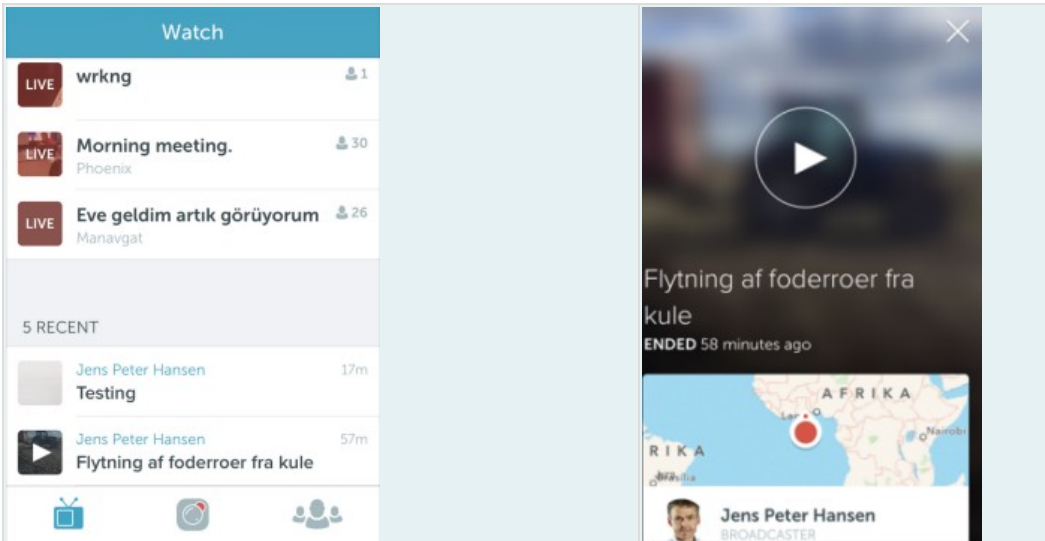 Watch
LIVE
wrkng
1
LIVE
Morning meeting.
30
Phoenix
LIVE
Eve geldim artık görüyorum
26
Manavgat
5 RECENT
Jens Peter Hansen
17m
Testing
Jens Peter Hansen
57m
Flytning af foderroer fra kule
Flytning af foderroer fra
kule
ENDED 58 minutes ago
AFRIKA
Nairobi
RIKA
Jens Peter Hansen
BROADCASTER